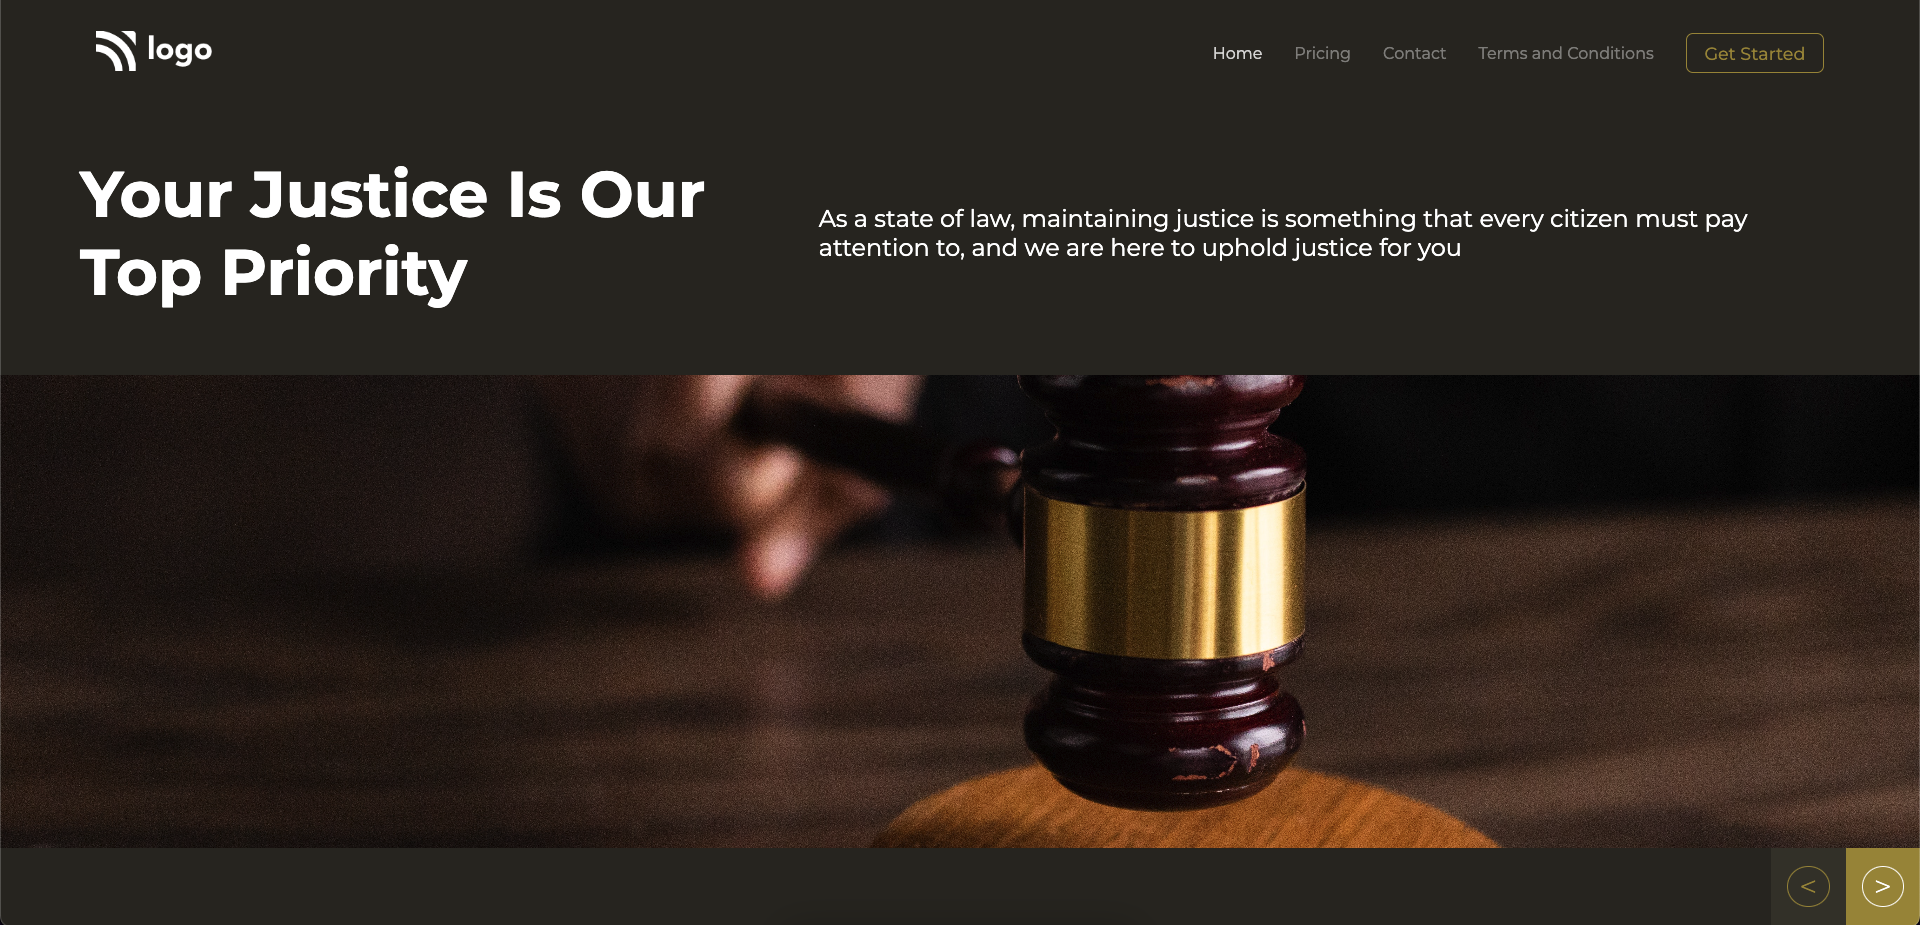 logo
Home Pricing Contact Terms and Conditions Get Started
Your Justice Is Our
Top Priority
As a state of law, maintaining justice is something that every citizen must pay
attention to, and we are here to uphold justice for you
< >